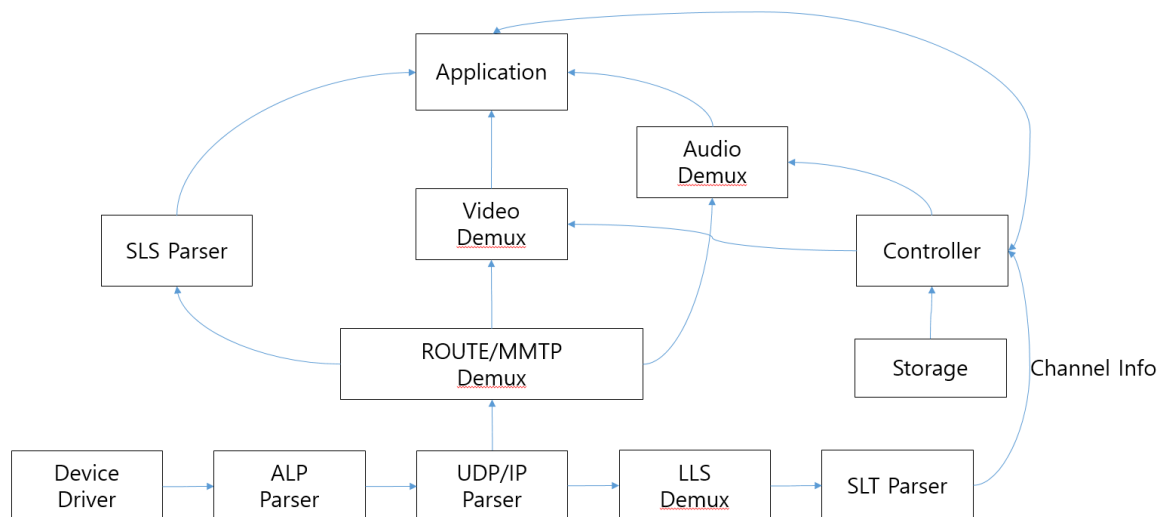 Application
Audio
Demux
Video
Demux
SLS Parser
Controller
ROUTE/MMTP
Demux
Storage
Channel Info
Device
Driver
ALP
Parser
UDP/IP
Parser
LLS
Demux
SLT Parser